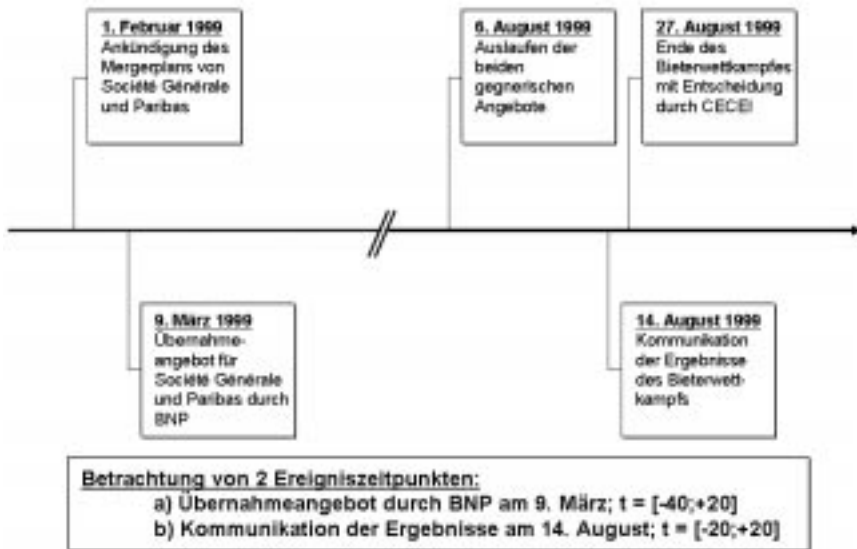 1. Februar 1999
Ankündigung des
Mergerplans von
Société Générale
und Paribas
6. August 1999
Auslaufen der
beiden
gegnerischen
Angebote
27. August 1999
Ende des
Bieterwettkampfes
mit Entscheidung
durch CECEI
9. März 1999
Übernahme-
angebot für
Société Générale
und Paribas durch
BNP
14. August 1999
Kommunikation
der Ergebnisse
des Bieterwett-
kampfs
Betrachtung von 2 Ereigniszeitpunkten:
a) Übernahmeangebot durch BNP am 9. März; t = [-40;+20]
b) Kommunikation der Ergebnisse am 14. August; t = [-20;+20]